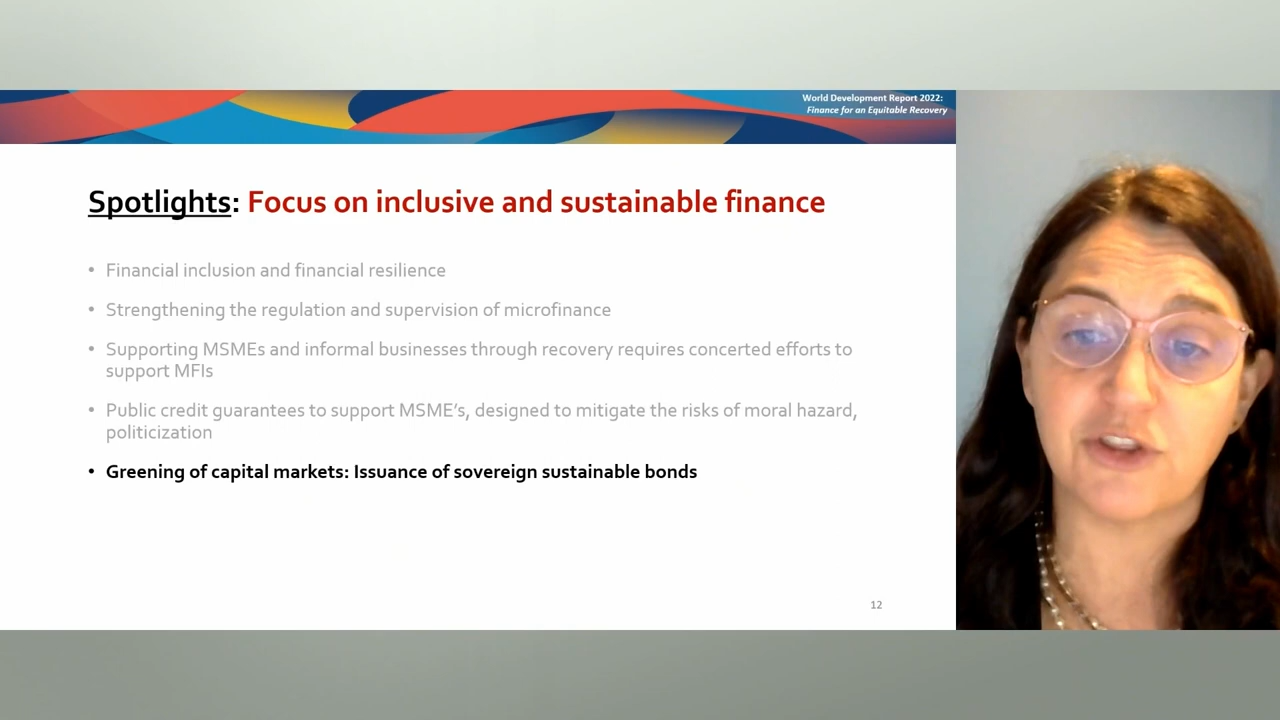 World Development Report 2022:
Finance for an Equitable Recovery
Spotlights: Focus on inclusive and sustainable finance
• Financial inclusion and financial resilience
• Strengthening the regulation and supervision of microfinance
• Supporting MSMEs and informal businesses through recovery requires concerted efforts to
support MFIs
• Public credit guarantees to support MSME’s, designed to mitigate the risks of moral hazard,
politicization
• Greening of capital markets: Issuance of sovereign sustainable bonds
12